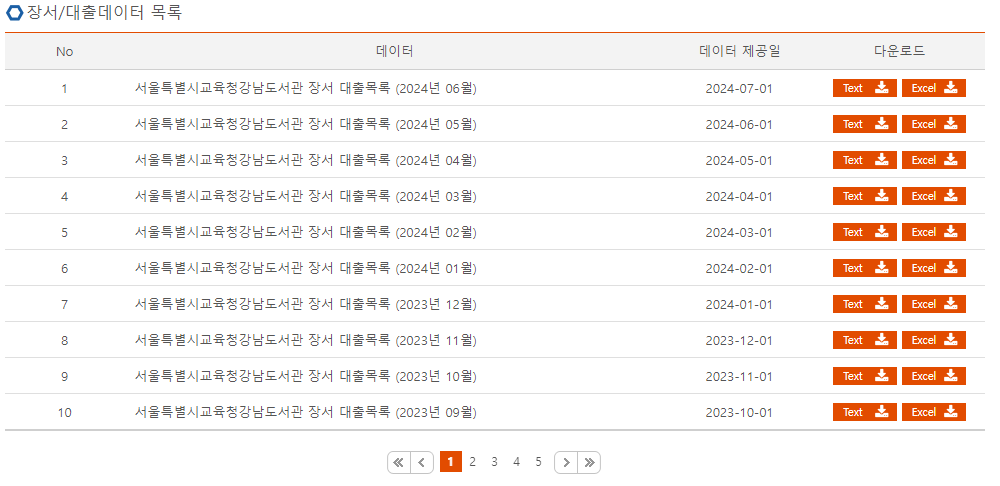 장서/대출데이터 목록
No 데이터 데이터 제공일 다운로드
1 서울특별시교육청강남도서관 장서 대출목록 (2024년 06월) 2024-07-01 Text Excel
2 서울특별시교육청강남도서관 장서 대출목록 (2024년 05월) 2024-06-01 Text Excel
3 서울특별시교육청강남도서관 장서 대출목록 (2024년 04월) 2024-05-01 Text Excel
4 서울특별시교육청강남도서관 장서 대출목록 (2024년 03월) 2024-04-01 Text Excel
5 서울특별시교육청강남도서관 장서 대출목록 (2024년 02월) 2024-03-01 Text Excel
6 서울특별시교육청강남도서관 장서 대출목록 (2024년 01월) 2024-02-01 Text Excel
7 서울특별시교육청강남도서관 장서 대출목록 (2023년 12월) 2024-01-01 Text Excel
8 서울특별시교육청강남도서관 장서 대출목록 (2023년 11월) 2023-12-01 Text Excel
9 서울특별시교육청강남도서관 장서 대출목록 (2023년 10월) 2023-11-01 Text Excel
10 서울특별시교육청강남도서관 장서 대출목록 (2023년 09월) 2023-10-01 Text Excel
1 2 3 4 5